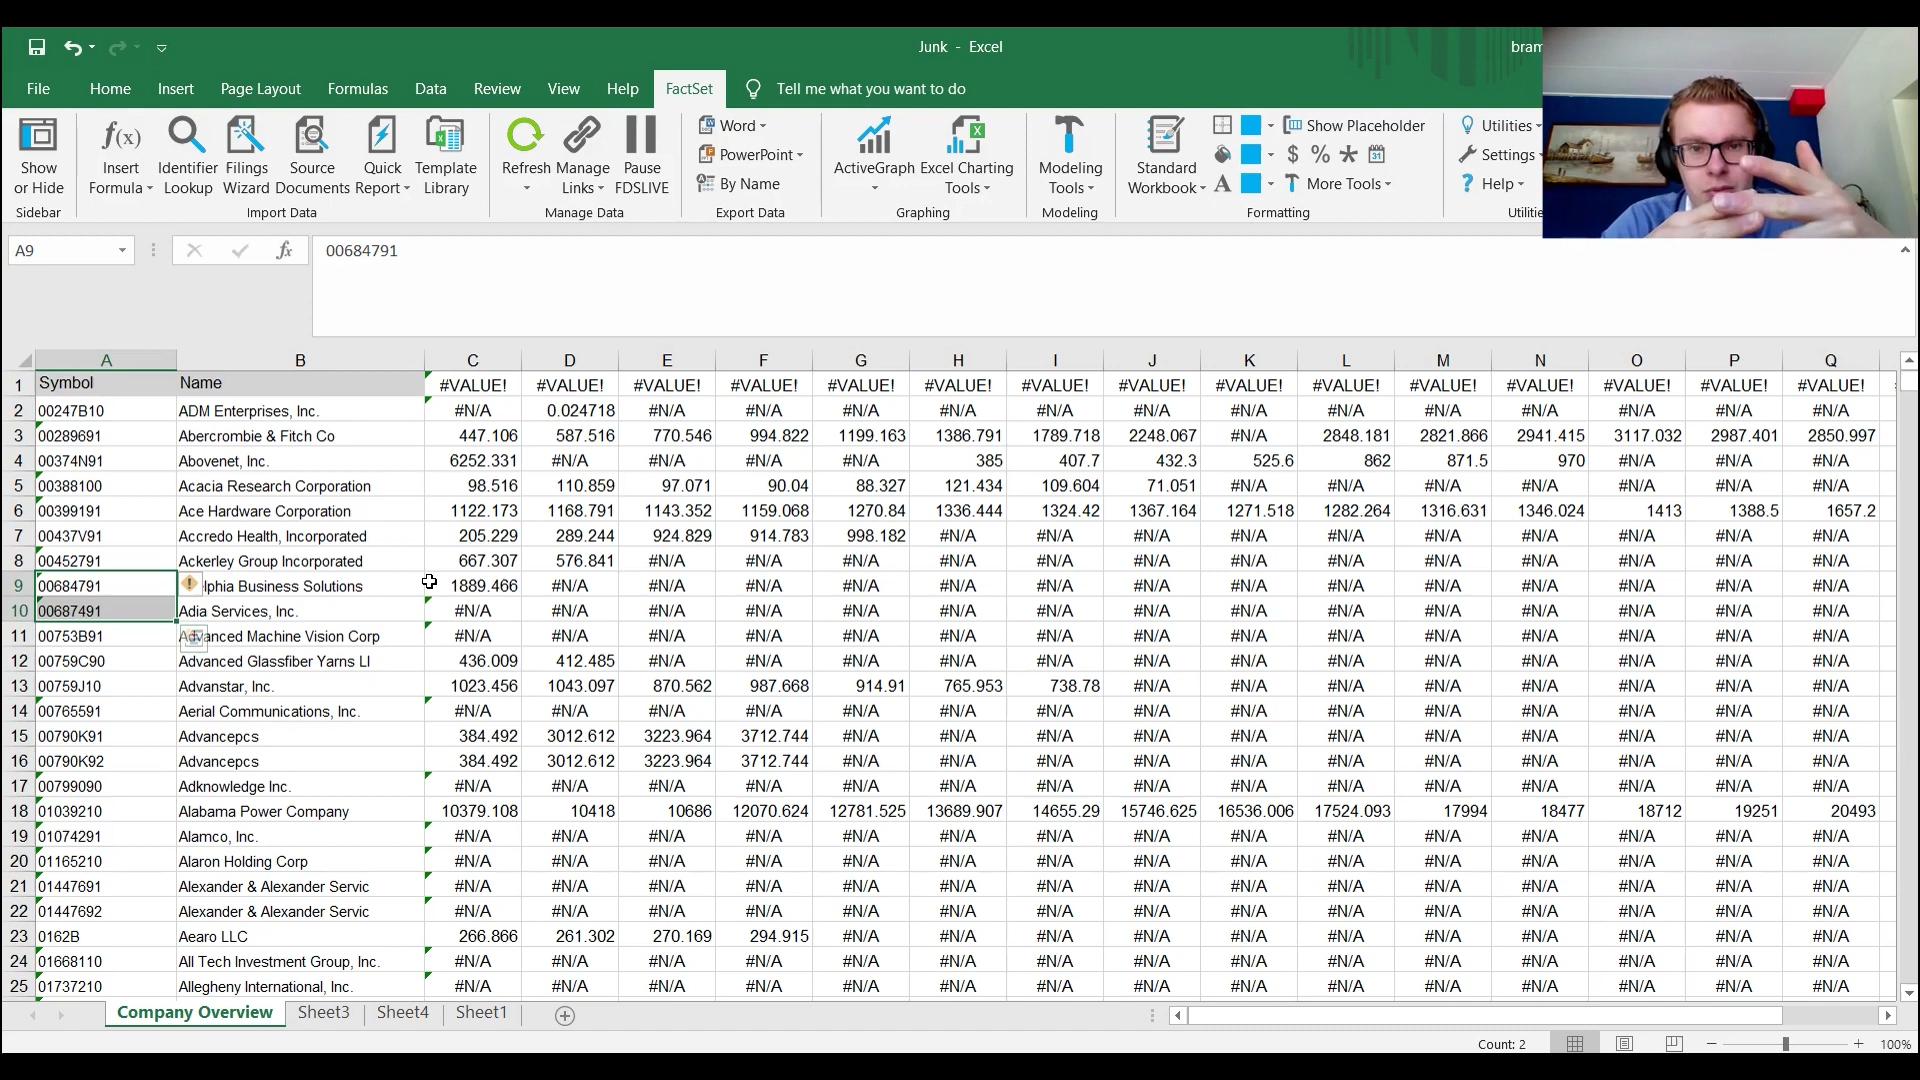 Junk - Excel
bram
File Home Insert Page Layout Formulas Data Review View Help FactSet Tell me what you want to do
Show or Hide
Sidebar
Insert Formula
Identifier Lookup
Filings Wizard
Source Documents
Quick Report
Template Library
Import Data
Refresh
Manage Links
Pause FDSLIVE
Manage Data
Word
PowerPoint
By Name
Export Data
ActiveGraph
Excel Charting Tools
Graphing
Modeling Tools
Modeling
Standard Workbook
Show Placeholder
$ %
More Tools
Formatting
Utilities
Settings
Help
Utilitie
A9 fx 00684791
A B C D E F G H I J K L M N O P Q
1 Symbol Name #VALUE! #VALUE! #VALUE! #VALUE! #VALUE! #VALUE! #VALUE! #VALUE! #VALUE! #VALUE! #VALUE! #VALUE! #VALUE! #VALUE! #VALUE!
2 00247B10 ADM Enterprises, Inc. #N/A 0.024718 #N/A #N/A #N/A #N/A #N/A #N/A #N/A #N/A #N/A #N/A #N/A #N/A #N/A
3 00289691 Abercrombie & Fitch Co 447.106 587.516 770.546 994.822 1199.163 1386.791 1789.718 2248.067 #N/A 2848.181 2821.866 2941.415 3117.032 2987.401 2850.997
4 00374N91 Abovenet, Inc. 6252.331 #N/A #N/A #N/A #N/A 385 407.7 432.3 525.6 862 871.5 970 #N/A #N/A #N/A
5 00388100 Acacia Research Corporation 98.516 110.859 97.071 90.04 88.327 121.434 109.604 71.051 #N/A #N/A #N/A #N/A #N/A #N/A #N/A
6 00399191 Ace Hardware Corporation 1122.173 1168.791 1143.352 1159.068 1270.84 1336.444 1324.42 1367.164 1271.518 1282.264 1316.631 1346.024 1413 1388.5 1657.2
7 00437V91 Accredo Health, Incorporated 205.229 289.244 924.829 914.783 998.182 #N/A #N/A #N/A #N/A #N/A #N/A #N/A #N/A #N/A #N/A
8 00452791 Ackerley Group Incorporated 667.307 576.841 #N/A #N/A #N/A #N/A #N/A #N/A #N/A #N/A #N/A #N/A #N/A #N/A #N/A
9 00684791 lphia Business Solutions 1889.466 #N/A #N/A #N/A #N/A #N/A #N/A #N/A #N/A #N/A #N/A #N/A #N/A #N/A #N/A
10 00687491 Adia Services, Inc. #N/A #N/A #N/A #N/A #N/A #N/A #N/A #N/A #N/A #N/A #N/A #N/A #N/A #N/A #N/A
11 00753B91 Advanced Machine Vision Corp #N/A #N/A #N/A #N/A #N/A #N/A #N/A #N/A #N/A #N/A #N/A #N/A #N/A #N/A #N/A
12 00759C90 Advanced Glassfiber Yarns Ll 436.009 412.485 #N/A #N/A #N/A #N/A #N/A #N/A #N/A #N/A #N/A #N/A #N/A #N/A #N/A
13 00759J10 Advanstar, Inc. 1023.456 1043.097 870.562 987.668 914.91 765.953 738.78 #N/A #N/A #N/A #N/A #N/A #N/A #N/A #N/A
14 00765591 Aerial Communications, Inc. #N/A #N/A #N/A #N/A #N/A #N/A #N/A #N/A #N/A #N/A #N/A #N/A #N/A #N/A #N/A
15 00790K91 Advancepcs 384.492 3012.612 3223.964 3712.744 #N/A #N/A #N/A #N/A #N/A #N/A #N/A #N/A #N/A #N/A #N/A
16 00790K92 Advancepcs 384.492 3012.612 3223.964 3712.744 #N/A #N/A #N/A #N/A #N/A #N/A #N/A #N/A #N/A #N/A #N/A
17 00799090 Adknowledge Inc. #N/A #N/A #N/A #N/A #N/A #N/A #N/A #N/A #N/A #N/A #N/A #N/A #N/A #N/A #N/A
18 01039210 Alabama Power Company 10379.108 10418 10686 12070.624 12781.525 13689.907 14655.29 15746.625 16536.006 17524.093 17994 18477 18712 19251 20493
19 01074291 Alamco, Inc. #N/A #N/A #N/A #N/A #N/A #N/A #N/A #N/A #N/A #N/A #N/A #N/A #N/A #N/A #N/A
20 01165210 Alaron Holding Corp #N/A #N/A #N/A #N/A #N/A #N/A #N/A #N/A #N/A #N/A #N/A #N/A #N/A #N/A #N/A
21 01447691 Alexander & Alexander Servic #N/A #N/A #N/A #N/A #N/A #N/A #N/A #N/A #N/A #N/A #N/A #N/A #N/A #N/A #N/A
22 01447692 Alexander & Alexander Servic #N/A #N/A #N/A #N/A #N/A #N/A #N/A #N/A #N/A #N/A #N/A #N/A #N/A #N/A #N/A
23 0162B Aearo LLC 266.866 261.302 270.169 294.915 #N/A #N/A #N/A #N/A #N/A #N/A #N/A #N/A #N/A #N/A #N/A
24 01668110 All Tech Investment Group, Inc. #N/A #N/A #N/A #N/A #N/A #N/A #N/A #N/A #N/A #N/A #N/A #N/A #N/A #N/A #N/A
25 01737210 Allegheny International, Inc. #N/A #N/A #N/A #N/A #N/A #N/A #N/A #N/A #N/A #N/A #N/A #N/A #N/A #N/A #N/A
Company Overview Sheet3 Sheet4 Sheet1
Count: 2 100%